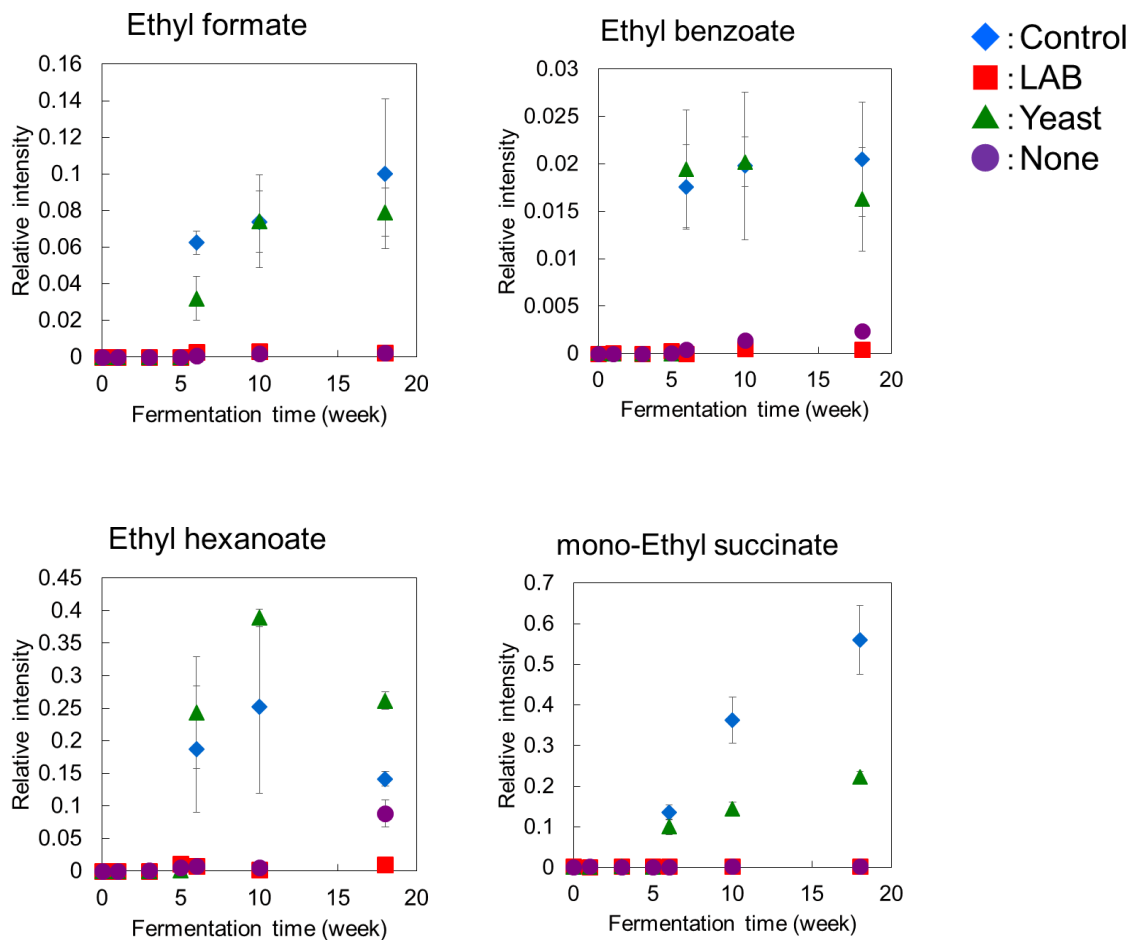 Ethyl formate
0.16
0.14
0.12
0.1
0.08
0.06
0.04
0.02
0
0 5 10 15 20
Relative intensity
Fermentation time (week)
Ethyl benzoate
0.03
0.025
0.02
0.015
0.01
0.005
0
0 5 10 15 20
Relative intensity
Fermentation time (week)
: Control
: LAB
: Yeast
: None
Ethyl hexanoate
0.45
0.4
0.35
0.3
0.25
0.2
0.15
0.1
0.05
0
0 5 10 15 20
Relative intensity
Fermentation time (week)
mono-Ethyl succinate
0.7
0.6
0.5
0.4
0.3
0.2
0.1
0
0 5 10 15 20
Relative intensity
Fermentation time (week)